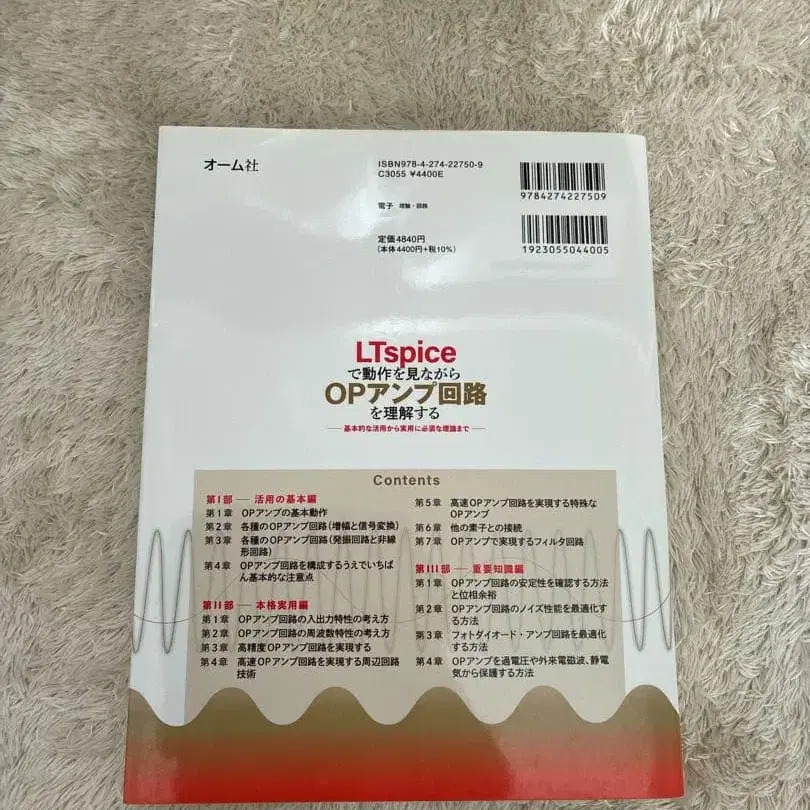 オーム社
ISBN978-4-274-22750-9
C3055 ¥4400E
9784274227509
電子 理論・回路
定価4840円
(本体4400円+税10%)
1923055044005
LTspice
で動作を見ながら
OPアンプ回路
を理解する
── 基本的な活用から実用に必須な理論まで ──
Contents
第I部 ── 活用の基本編
第1章 OPアンプの基本動作
第2章 各種のOPアンプ回路(増幅と信号変換)
第3章 各種のOPアンプ回路(発振回路と非線
形回路)
第4章 OPアンプ回路を構成するうえでいちば
ん基本的な注意点
第II部 ── 本格実用編
第1章 OPアンプ回路の入出力特性の考え方
第2章 OPアンプ回路の周波数特性の考え方
第3章 高精度OPアンプ回路を実現する
第4章 高速OPアンプ回路を実現する周辺回路
技術
第5章 高速OPアンプ回路を実現する特殊な
OPアンプ
第6章 他の素子との接続
第7章 OPアンプで実現するフィルタ回路
第III部 ── 重要知識編
第1章 OPアンプ回路の安定性を確認する方法
と位相余裕
第2章 OPアンプ回路のノイズ性能を最適化す
る方法
第3章 フォトダイオード・アンプ回路を最適化
する方法
第4章 OPアンプを過電圧や外来電磁波、静電
気から保護する方法